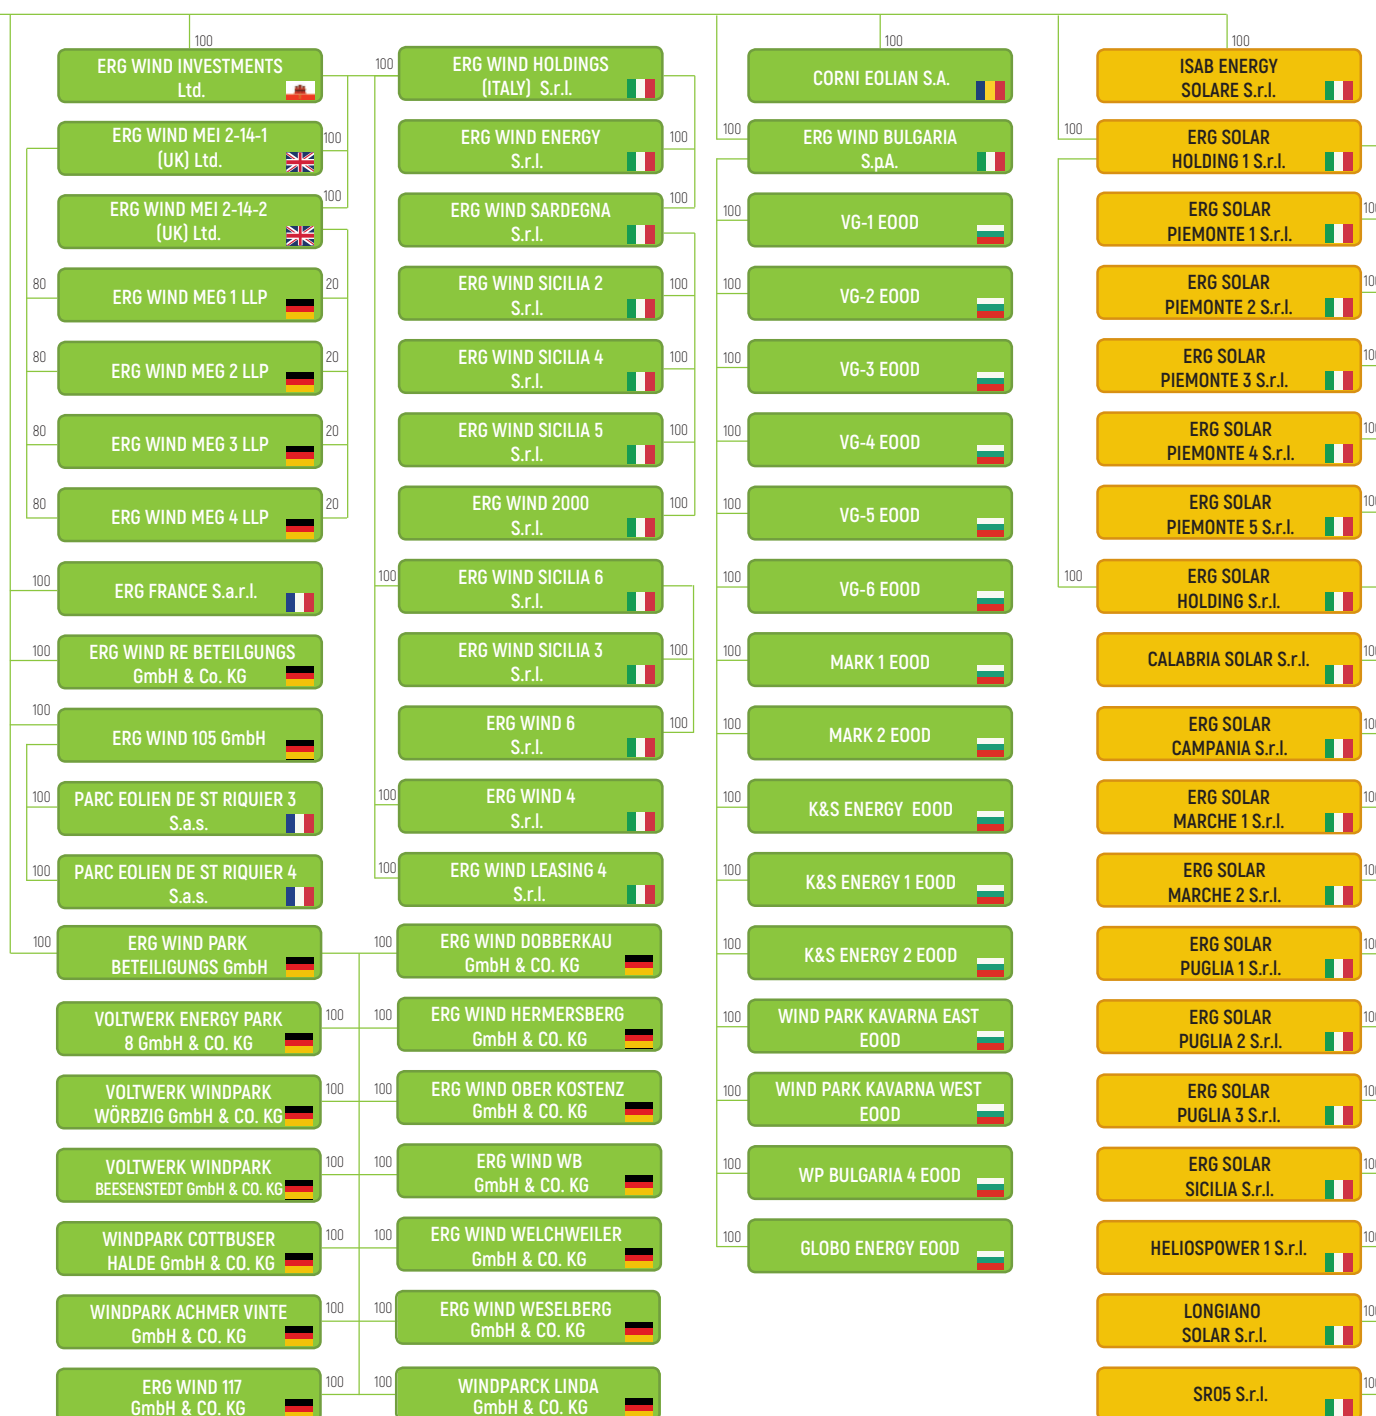 100
ERG WIND INVESTMENTS
Ltd.
100
ERG WIND MEI 2-14-1
(UK) Ltd.
100
ERG WIND MEI 2-14-2
(UK) Ltd.
80
ERG WIND MEG 1 LLP
20
80
ERG WIND MEG 2 LLP
20
80
ERG WIND MEG 3 LLP
20
80
ERG WIND MEG 4 LLP
20
100
ERG FRANCE S.a.r.l.
100
ERG WIND RE BETEILGUNGS
GmbH & Co. KG
100
ERG WIND 105 GmbH
100
PARC EOLIEN DE ST RIQUIER 3
S.a.s.
100
PARC EOLIEN DE ST RIQUIER 4
S.a.s.
100
ERG WIND PARK
BETEILIGUNGS GmbH
VOLTWERK ENERGY PARK
8 GmbH & CO. KG
100
VOLTWERK WINDPARK
WÖRBZIG GmbH & CO. KG
100
VOLTWERK WINDPARK
BEESENSTEDT GmbH & CO. KG
100
WINDPARK COTTBUSER
HALDE GmbH & CO. KG
100
WINDPARK ACHMER VINTE
GmbH & CO. KG
100
ERG WIND 117
GmbH & CO. KG
100
100
ERG WIND HOLDINGS
(ITALY) S.r.l.
ERG WIND ENERGY
S.r.l.
100
ERG WIND SARDEGNA
S.r.l.
100
ERG WIND SICILIA 2
S.r.l.
100
ERG WIND SICILIA 4
S.r.l.
100
ERG WIND SICILIA 5
S.r.l.
100
ERG WIND 2000
S.r.l.
100
100
ERG WIND SICILIA 6
S.r.l.
ERG WIND SICILIA 3
S.r.l.
100
ERG WIND 6
S.r.l.
100
100
ERG WIND 4
S.r.l.
100
ERG WIND LEASING 4
S.r.l.
100
ERG WIND DOBBERKAU
GmbH & CO. KG
100
ERG WIND HERMERSBERG
GmbH & CO. KG
100
ERG WIND OBER KOSTENZ
GmbH & CO. KG
100
ERG WIND WB
GmbH & CO. KG
100
ERG WIND WELCHWEILER
GmbH & CO. KG
100
ERG WIND WESELBERG
GmbH & CO. KG
100
WINDPARCK LINDA
GmbH & CO. KG
100
CORNI EOLIAN S.A.
100
ERG WIND BULGARIA
S.p.A.
100
VG-1 EOOD
100
VG-2 EOOD
100
VG-3 EOOD
100
VG-4 EOOD
100
VG-5 EOOD
100
VG-6 EOOD
100
MARK 1 EOOD
100
MARK 2 EOOD
100
K&S ENERGY EOOD
100
K&S ENERGY 1 EOOD
100
K&S ENERGY 2 EOOD
100
WIND PARK KAVARNA EAST
EOOD
100
WIND PARK KAVARNA WEST
EOOD
100
WP BULGARIA 4 EOOD
100
GLOBO ENERGY EOOD
100
ISAB ENERGY
SOLARE S.r.l.
100
ERG SOLAR
HOLDING 1 S.r.l.
ERG SOLAR
PIEMONTE 1 S.r.l.
ERG SOLAR
PIEMONTE 2 S.r.l.
ERG SOLAR
PIEMONTE 3 S.r.l.
ERG SOLAR
PIEMONTE 4 S.r.l.
ERG SOLAR
PIEMONTE 5 S.r.l.
100
ERG SOLAR
HOLDING S.r.l.
CALABRIA SOLAR S.r.l.
ERG SOLAR
CAMPANIA S.r.l.
ERG SOLAR
MARCHE 1 S.r.l.
ERG SOLAR
MARCHE 2 S.r.l.
ERG SOLAR
PUGLIA 1 S.r.l.
ERG SOLAR
PUGLIA 2 S.r.l.
ERG SOLAR
PUGLIA 3 S.r.l.
ERG SOLAR
SICILIA S.r.l.
HELIOSPOWER 1 S.r.l.
LONGIANO
SOLAR S.r.l.
SR05 S.r.l.